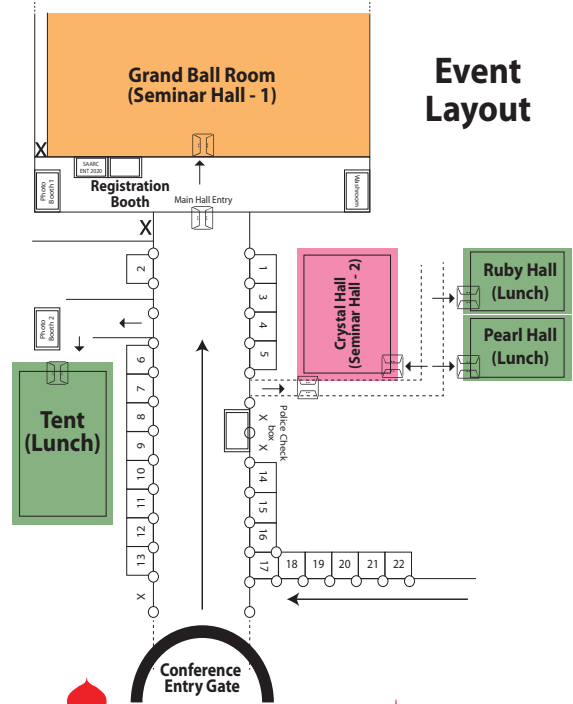 Event
Layout
Grand Ball Room
(Seminar Hall - 1)
X
SAARC
ENT 2020
Registration
Booth
Photo
Booth 1
Main Hall Entry
Washroom
X
2
1
3
4
5
Photo
Booth 2
6
7
8
9
10
11
12
13
X
Tent
(Lunch)
Crystal Hall
(Seminar Hall - 2)
Ruby Hall
(Lunch)
Pearl Hall
(Lunch)
X
X
Police Check
box
14
15
16
17
18
19
20
21
22
Conference
Entry Gate